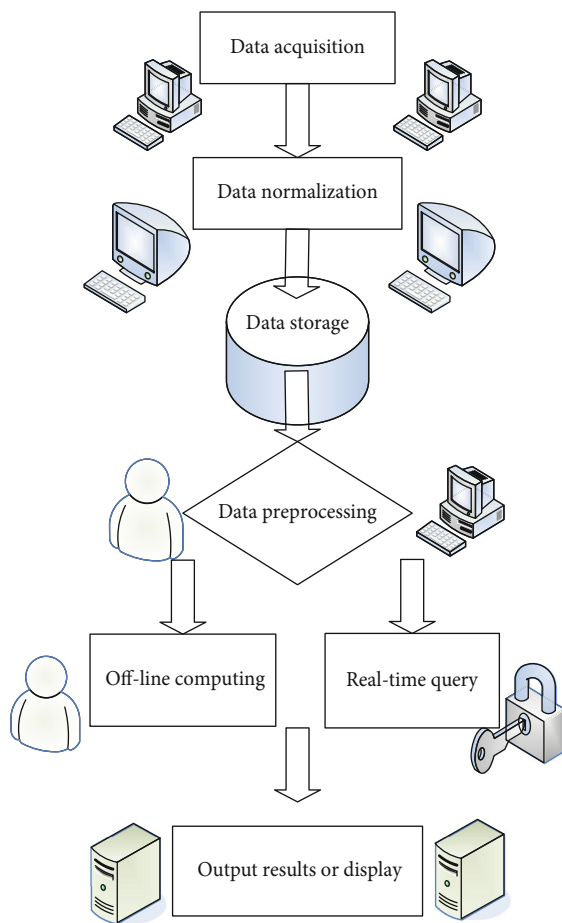 Data acquisition
Data normalization
Data storage
Data preprocessing
Off-line computing
Real-time query
Output results or display